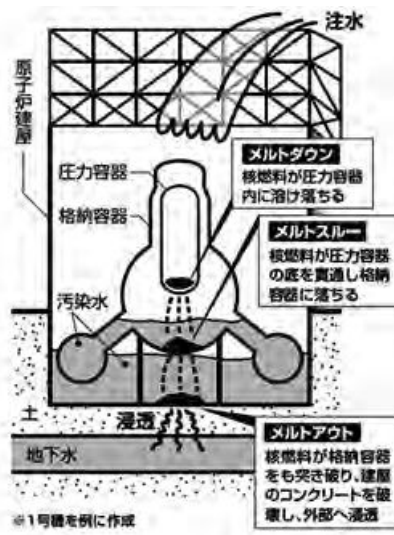 注水
原子炉建屋
圧力容器
格納容器
メルトダウン
核燃料が圧力容器
内に溶け落ちる
メルトスルー
核燃料が圧力容器
の底を貫通し格納
容器に落ちる
汚染水
土
浸透
地下水
メルトアウト
核燃料が格納容器
をも突き破り、建屋
のコンクリートを破
壊し、外部へ浸透
※1号機を例に作成